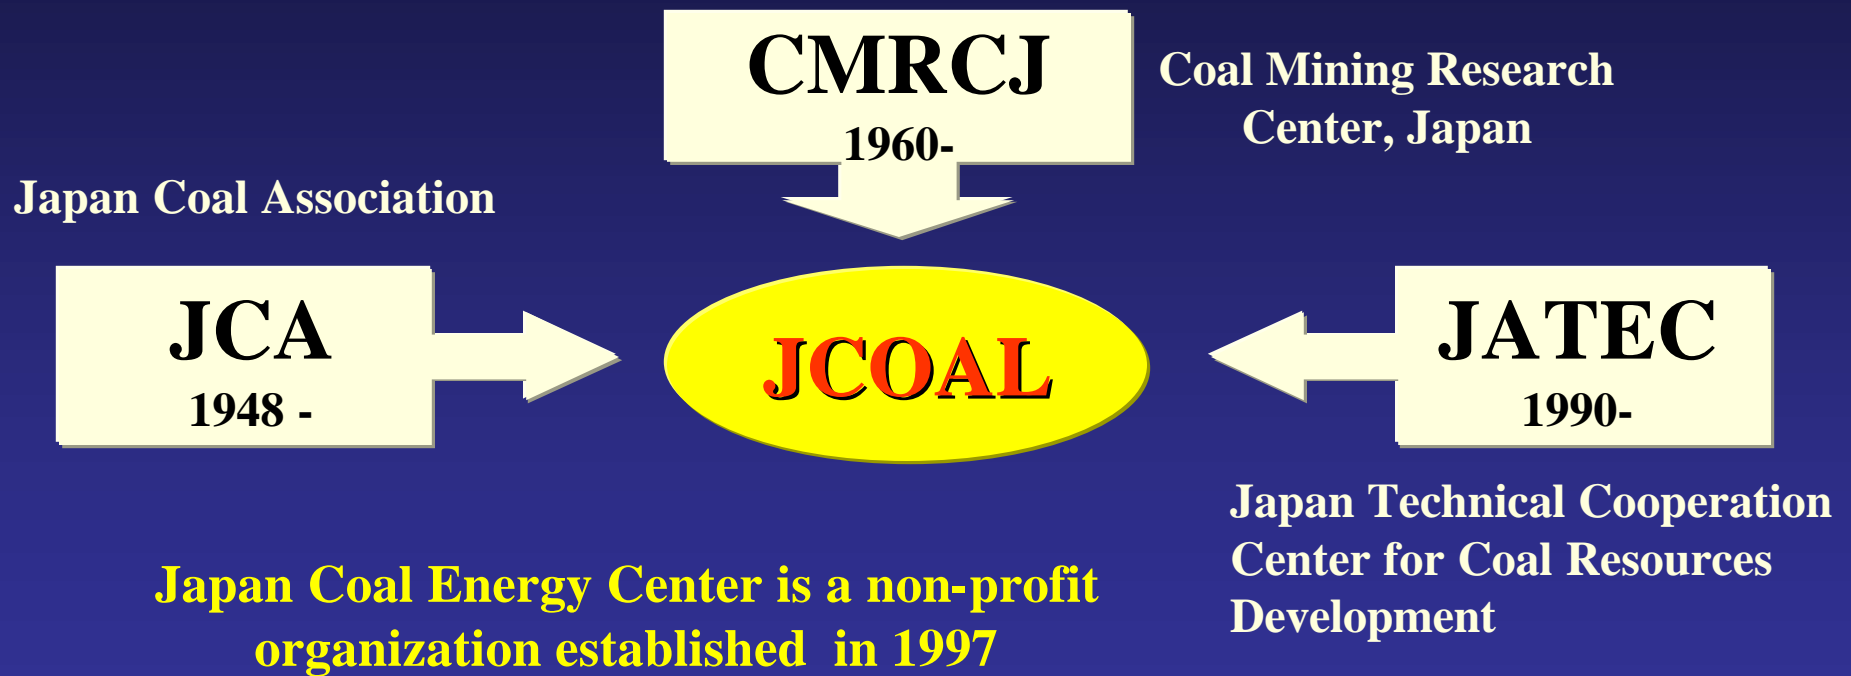 CMRCJ
1960-
Coal Mining Research
Center, Japan
Japan Coal Association
JCA
1948 -
JCOAL
JATEC
1990-
Japan Technical Cooperation
Center for Coal Resources
Development
Japan Coal Energy Center is a non-profit
organization established  in 1997